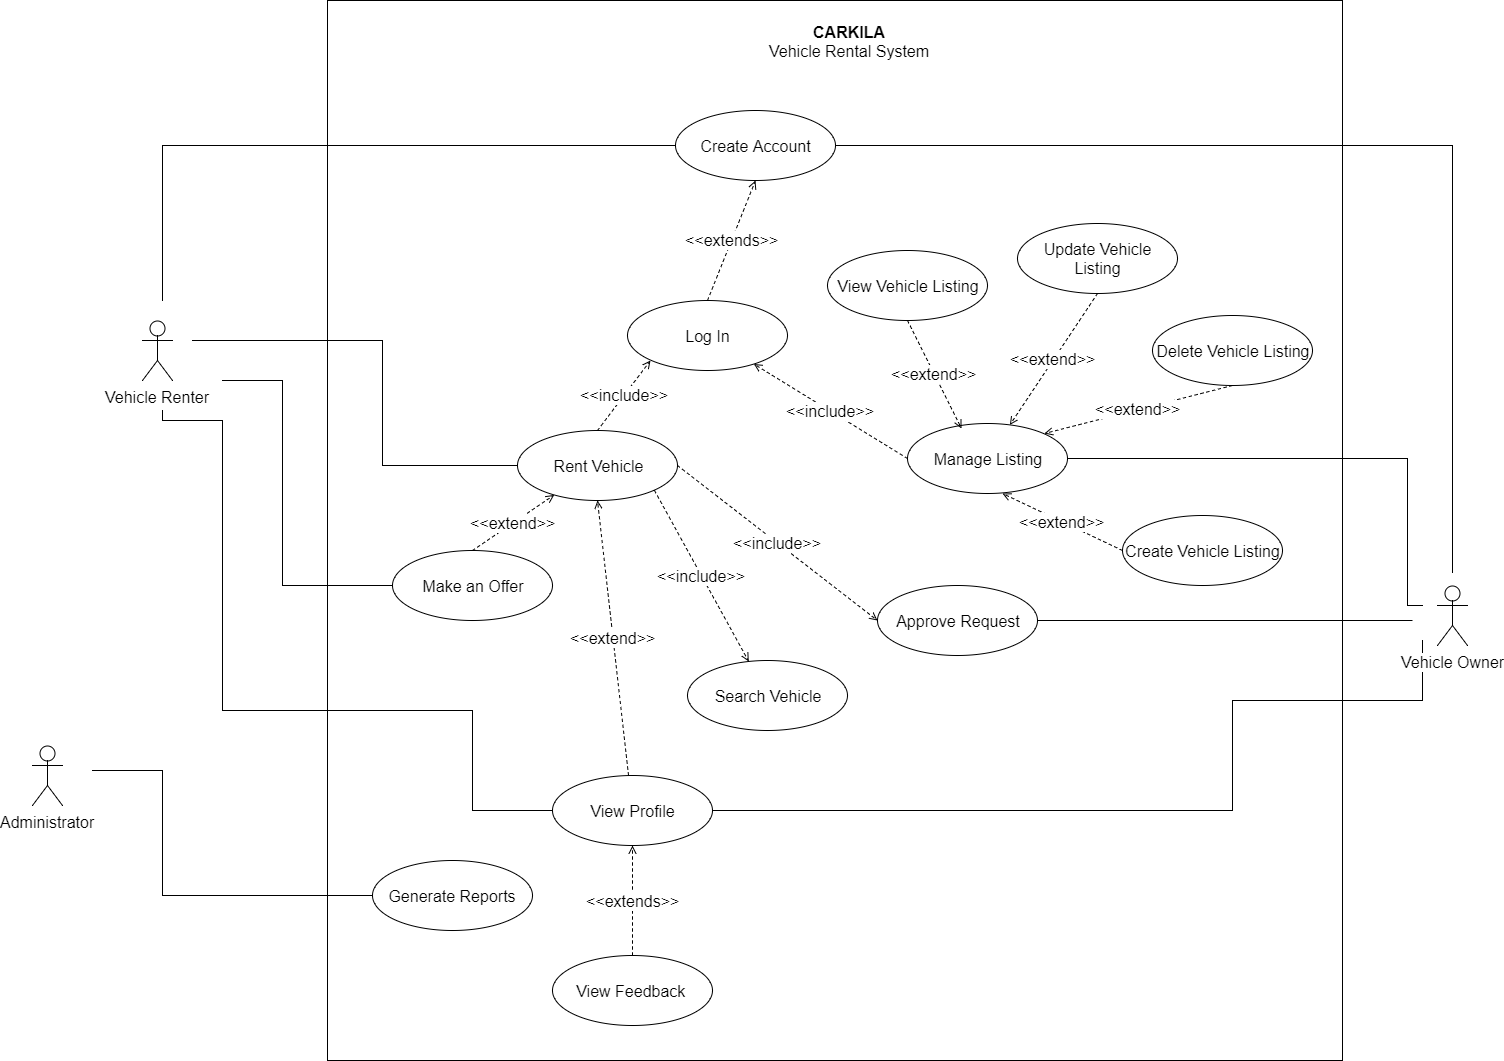 CARKILA
Vehicle Rental System
Create Account
<<extends>>
Update Vehicle
Listing
View Vehicle Listing
Log In
Delete Vehicle Listing
<<extend>>
<<extend>>
Vehicle Renter
<<include>>
<<include>>
<<extend>>
Rent Vehicle
Manage Listing
<<extend>>
<<extend>>
<<include>>
Create Vehicle Listing
Make an Offer
<<include>>
Approve Request
<<extend>>
Vehicle Owner
Search Vehicle
Administrator
View Profile
Generate Reports
<<extends>>
View Feedback